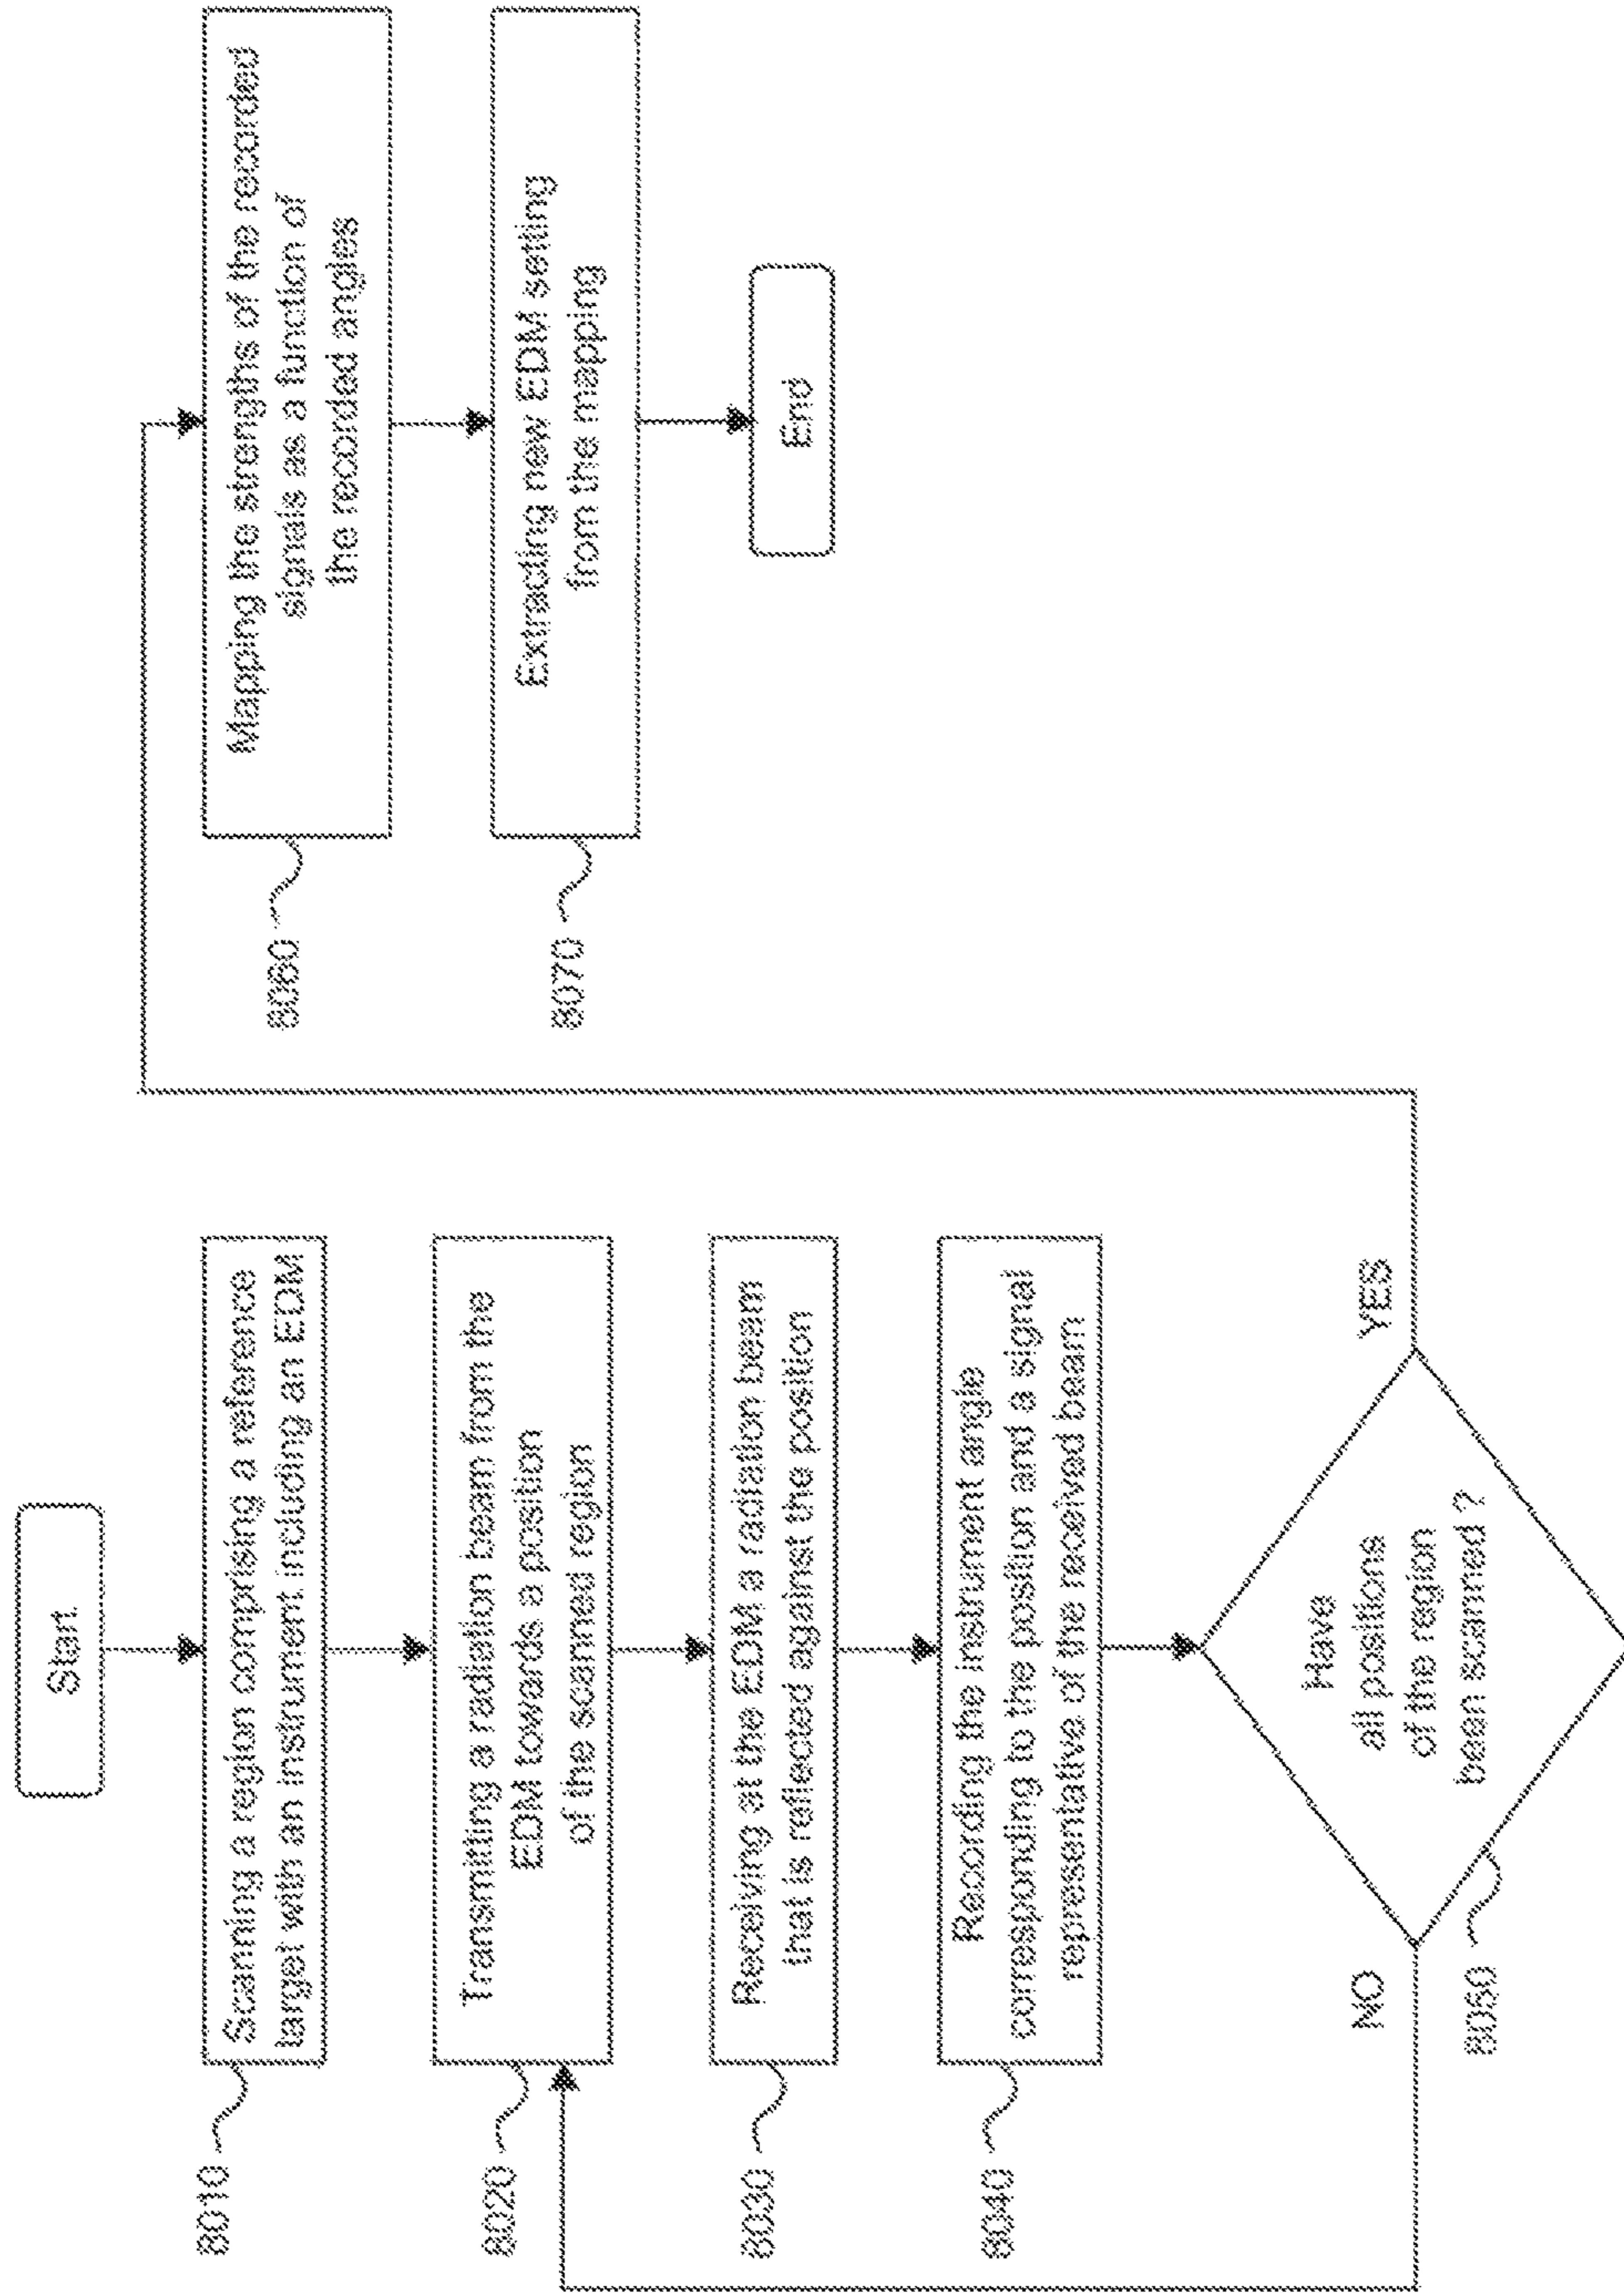 Start
8010
Scanning a region comprising a reference
target with an instrument including an EDM
8020
Transmitting a radiation beam from the
EDM towards a position
of the scanned region
8030
Receiving at the EDM a radiation beam
that is reflected against the position
8040
Recording the instrument angle
corresponding to the position and a signal
representative of the received beam
Have
all positions
of the region
been scanned ?
NO
YES
8050
8060
Mapping the strengths of the recorded
signals as a function of
the recorded angles
8070
Extracting new EDM setting
from the mapping
End